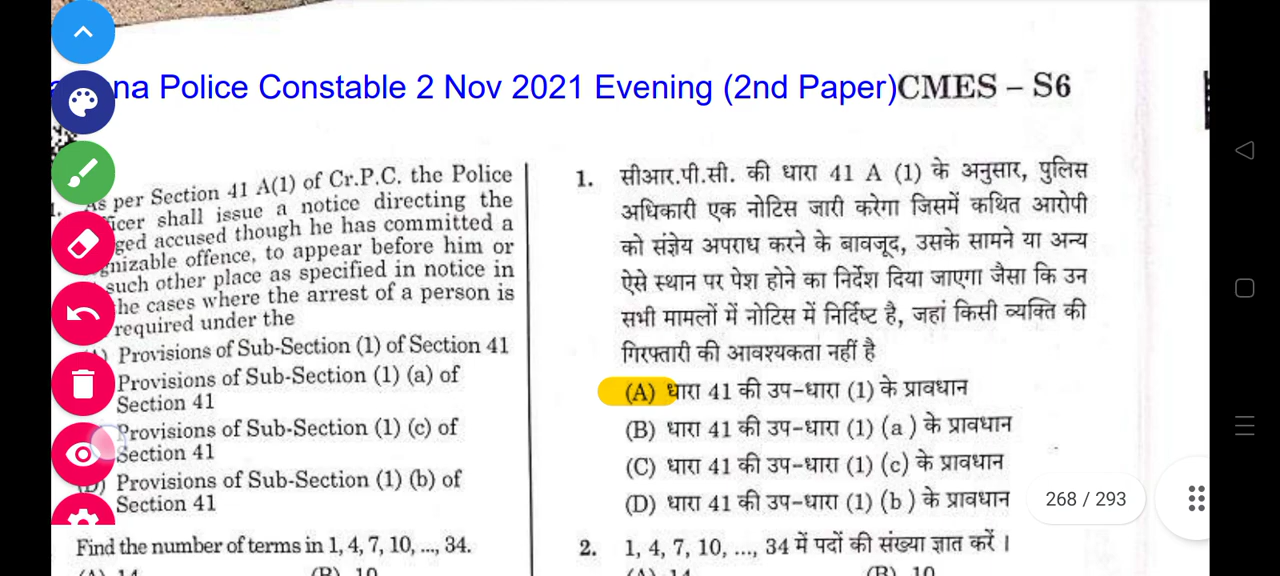 na Police Constable 2 Nov 2021 Evening (2nd Paper)CMES – S6
As per Section 41 A(1) of Cr.P.C. the Police
icer shall issue a notice directing the
ged accused though he has committed a
gnizable offence, to appear before him or
such other place as specified in notice in
he cases where the arrest of a person is
required under the
) Provisions of Sub-Section (1) of Section 41
Provisions of Sub-Section (1) (a) of
Section 41
Provisions of Sub-Section (1) (c) of
Section 41
(D) Provisions of Sub-Section (1) (b) of
Section 41
Find the number of terms in 1, 4, 7, 10, ..., 34.
(A) 14 (B) 10
1. सीआर.पी.सी. की धारा 41 A (1) के अनुसार, पुलिस
अधिकारी एक नोटिस जारी करेगा जिसमें कथित आरोपी
को संज्ञेय अपराध करने के बावजूद, उसके सामने या अन्य
ऐसे स्थान पर पेश होने का निर्देश दिया जाएगा जैसा कि उन
सभी मामलों में नोटिस में निर्दिष्ट है, जहां किसी व्यक्ति की
गिरफ्तारी की आवश्यकता नहीं है
(A) धारा 41 की उप-धारा (1) के प्रावधान
(B) धारा 41 की उप-धारा (1) (a) के प्रावधान
(C) धारा 41 की उप-धारा (1) (c) के प्रावधान
(D) धारा 41 की उप-धारा (1) (b) के प्रावधान
2. 1, 4, 7, 10, ..., 34 में पदों की संख्या ज्ञात करें ।
(A) 14 (B) 10
268 / 293